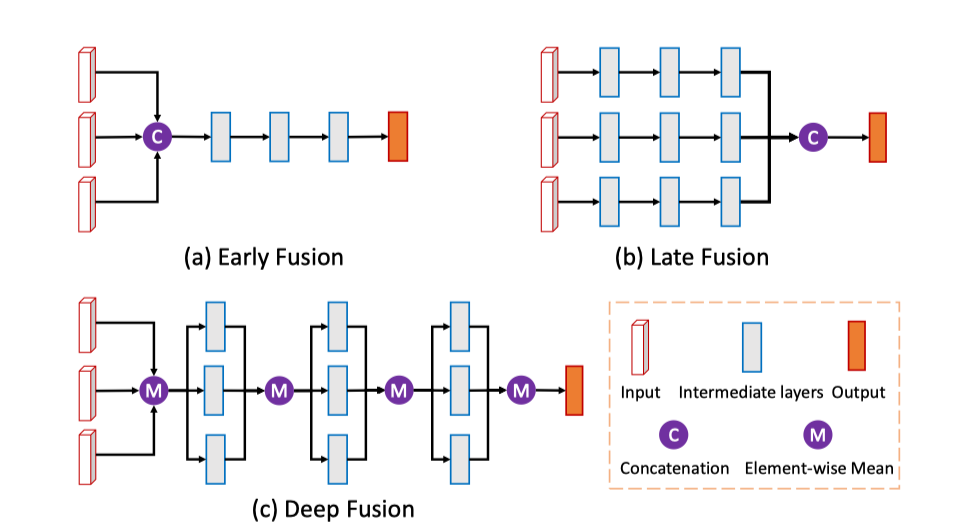 C
(a) Early Fusion
C
(b) Late Fusion
M
M
M
M
(c) Deep Fusion
Input Intermediate layers Output
C
M
Concatenation Element-wise Mean